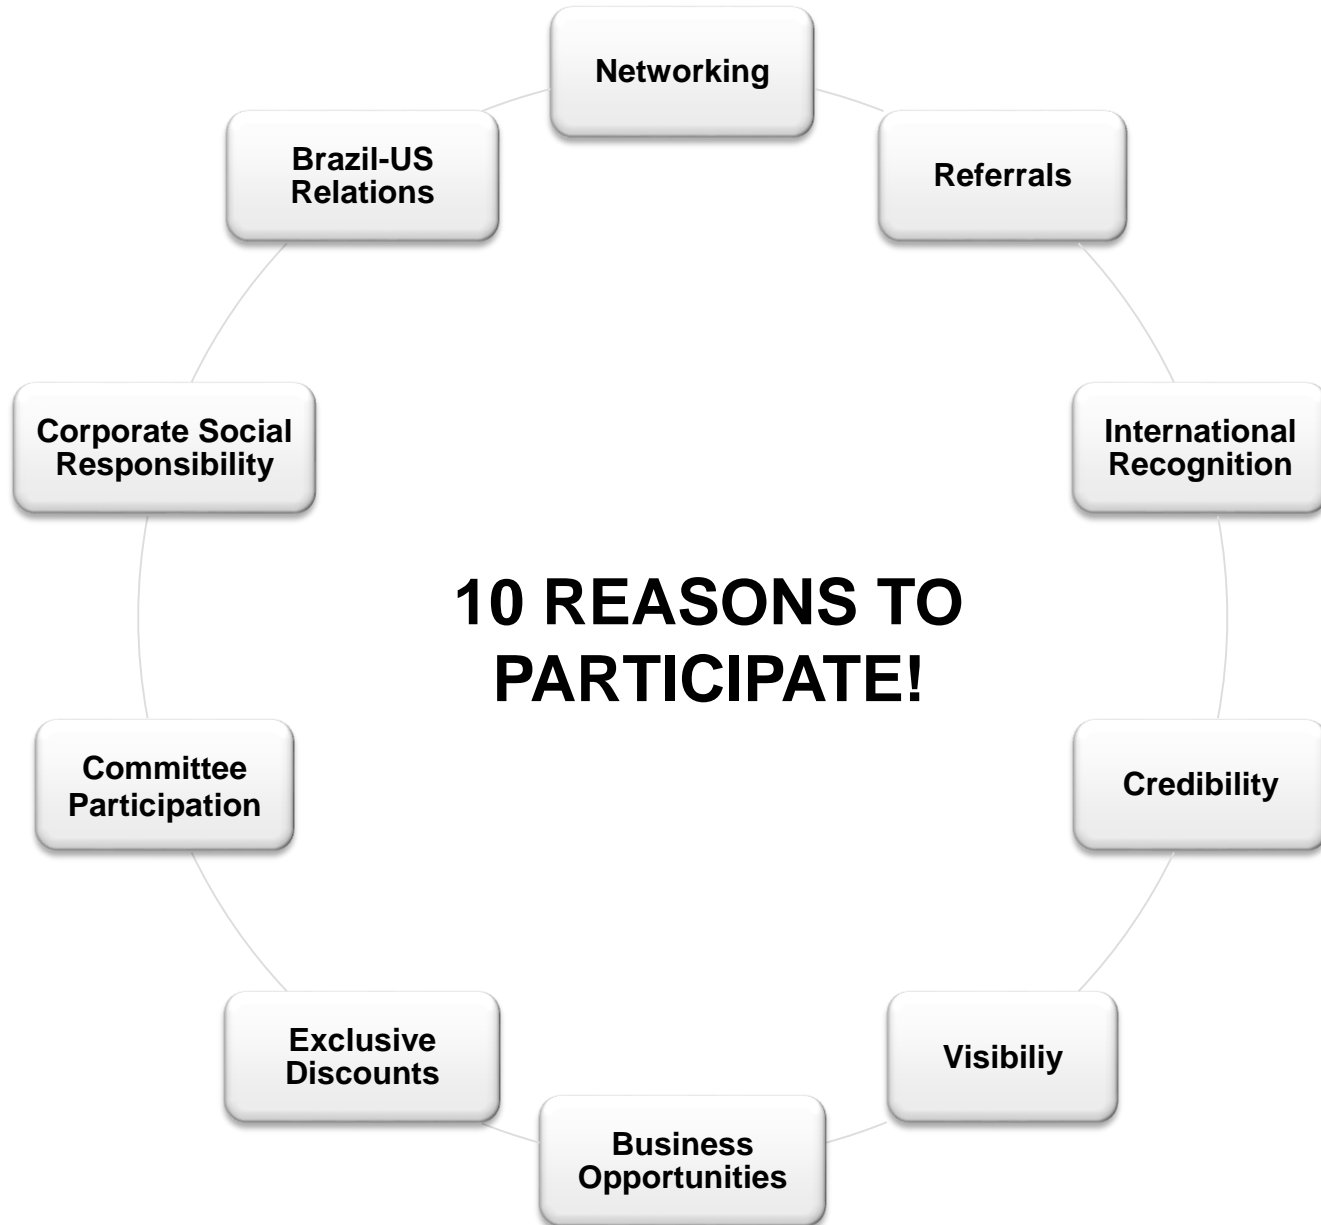 Networking
Referrals
International
Recognition
Credibility
Visibiliy
Business
Opportunities
Exclusive
Discounts
Committee
Participation
Corporate Social
Responsibility
Brazil-US
Relations
10 REASONS TO
PARTICIPATE!